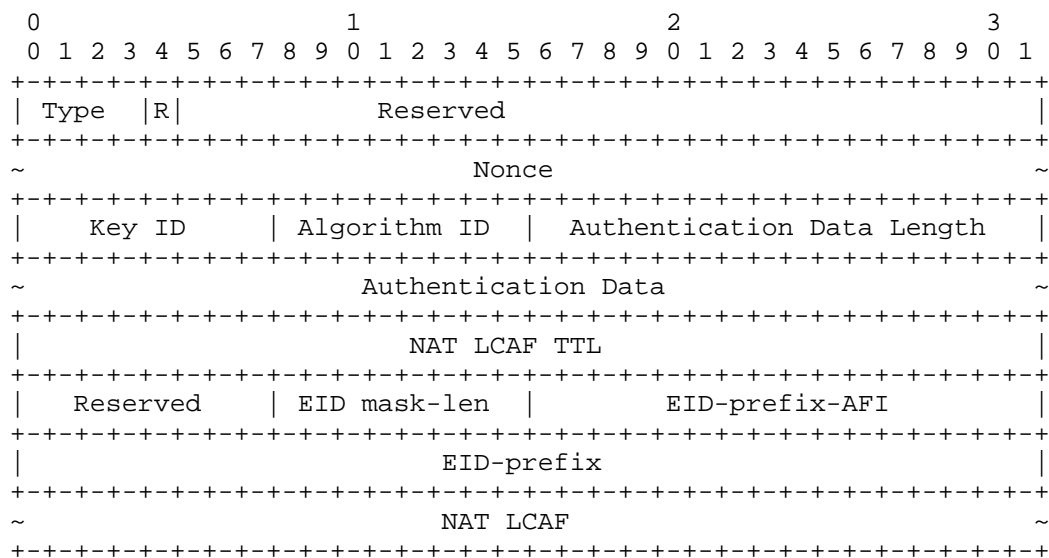 0                   1                   2                   3
 0 1 2 3 4 5 6 7 8 9 0 1 2 3 4 5 6 7 8 9 0 1 2 3 4 5 6 7 8 9 0 1
+-+-+-+-+-+-+-+-+-+-+-+-+-+-+-+-+-+-+-+-+-+-+-+-+-+-+-+-+-+-+-+-+
| Type  |R|            Reserved                                 |
+-+-+-+-+-+-+-+-+-+-+-+-+-+-+-+-+-+-+-+-+-+-+-+-+-+-+-+-+-+-+-+-+
~                            Nonce                              ~
+-+-+-+-+-+-+-+-+-+-+-+-+-+-+-+-+-+-+-+-+-+-+-+-+-+-+-+-+-+-+-+-+
|    Key ID     | Algorithm ID  |  Authentication Data Length   |
+-+-+-+-+-+-+-+-+-+-+-+-+-+-+-+-+-+-+-+-+-+-+-+-+-+-+-+-+-+-+-+-+
~                     Authentication Data                       ~
+-+-+-+-+-+-+-+-+-+-+-+-+-+-+-+-+-+-+-+-+-+-+-+-+-+-+-+-+-+-+-+-+
|                        NAT LCAF TTL                           |
+-+-+-+-+-+-+-+-+-+-+-+-+-+-+-+-+-+-+-+-+-+-+-+-+-+-+-+-+-+-+-+-+
|   Reserved    | EID mask-len  |        EID-prefix-AFI         |
+-+-+-+-+-+-+-+-+-+-+-+-+-+-+-+-+-+-+-+-+-+-+-+-+-+-+-+-+-+-+-+-+
|                          EID-prefix                           |
+-+-+-+-+-+-+-+-+-+-+-+-+-+-+-+-+-+-+-+-+-+-+-+-+-+-+-+-+-+-+-+-+
~                          NAT LCAF                             ~
+-+-+-+-+-+-+-+-+-+-+-+-+-+-+-+-+-+-+-+-+-+-+-+-+-+-+-+-+-+-+-+-+